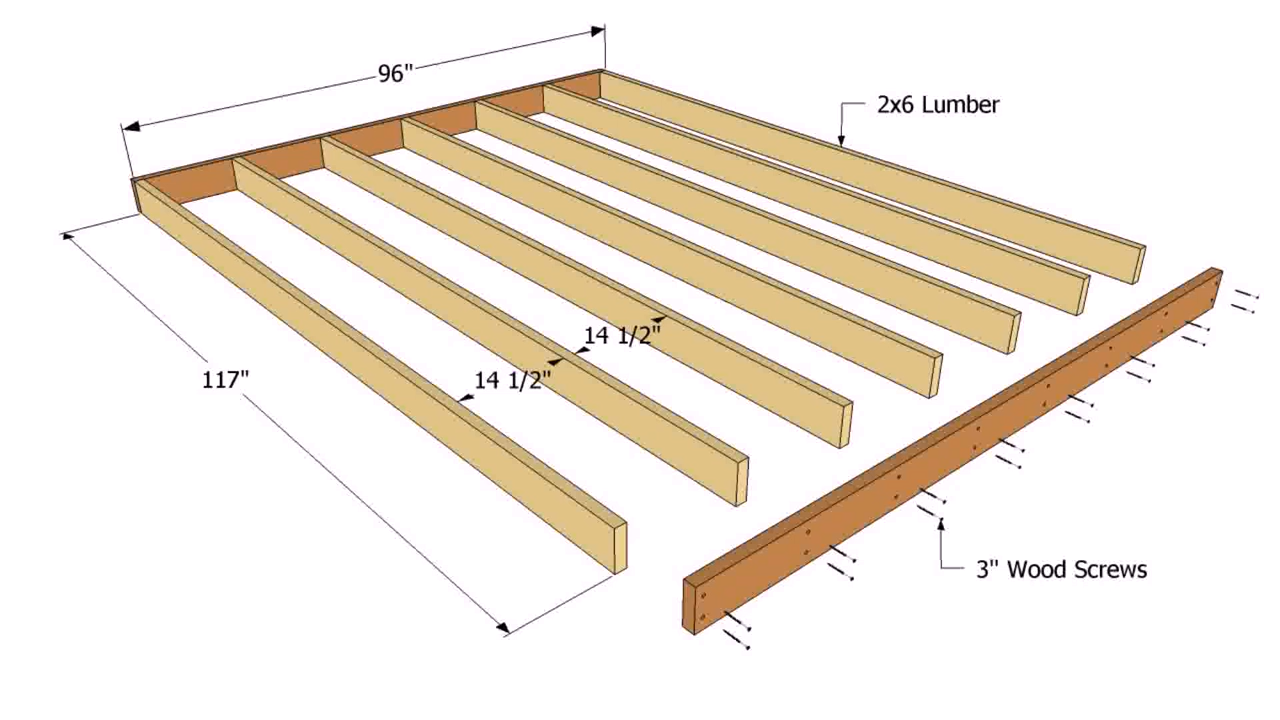 96"
2x6 Lumber
14 1/2"
14 1/2"
117"
3" Wood Screws